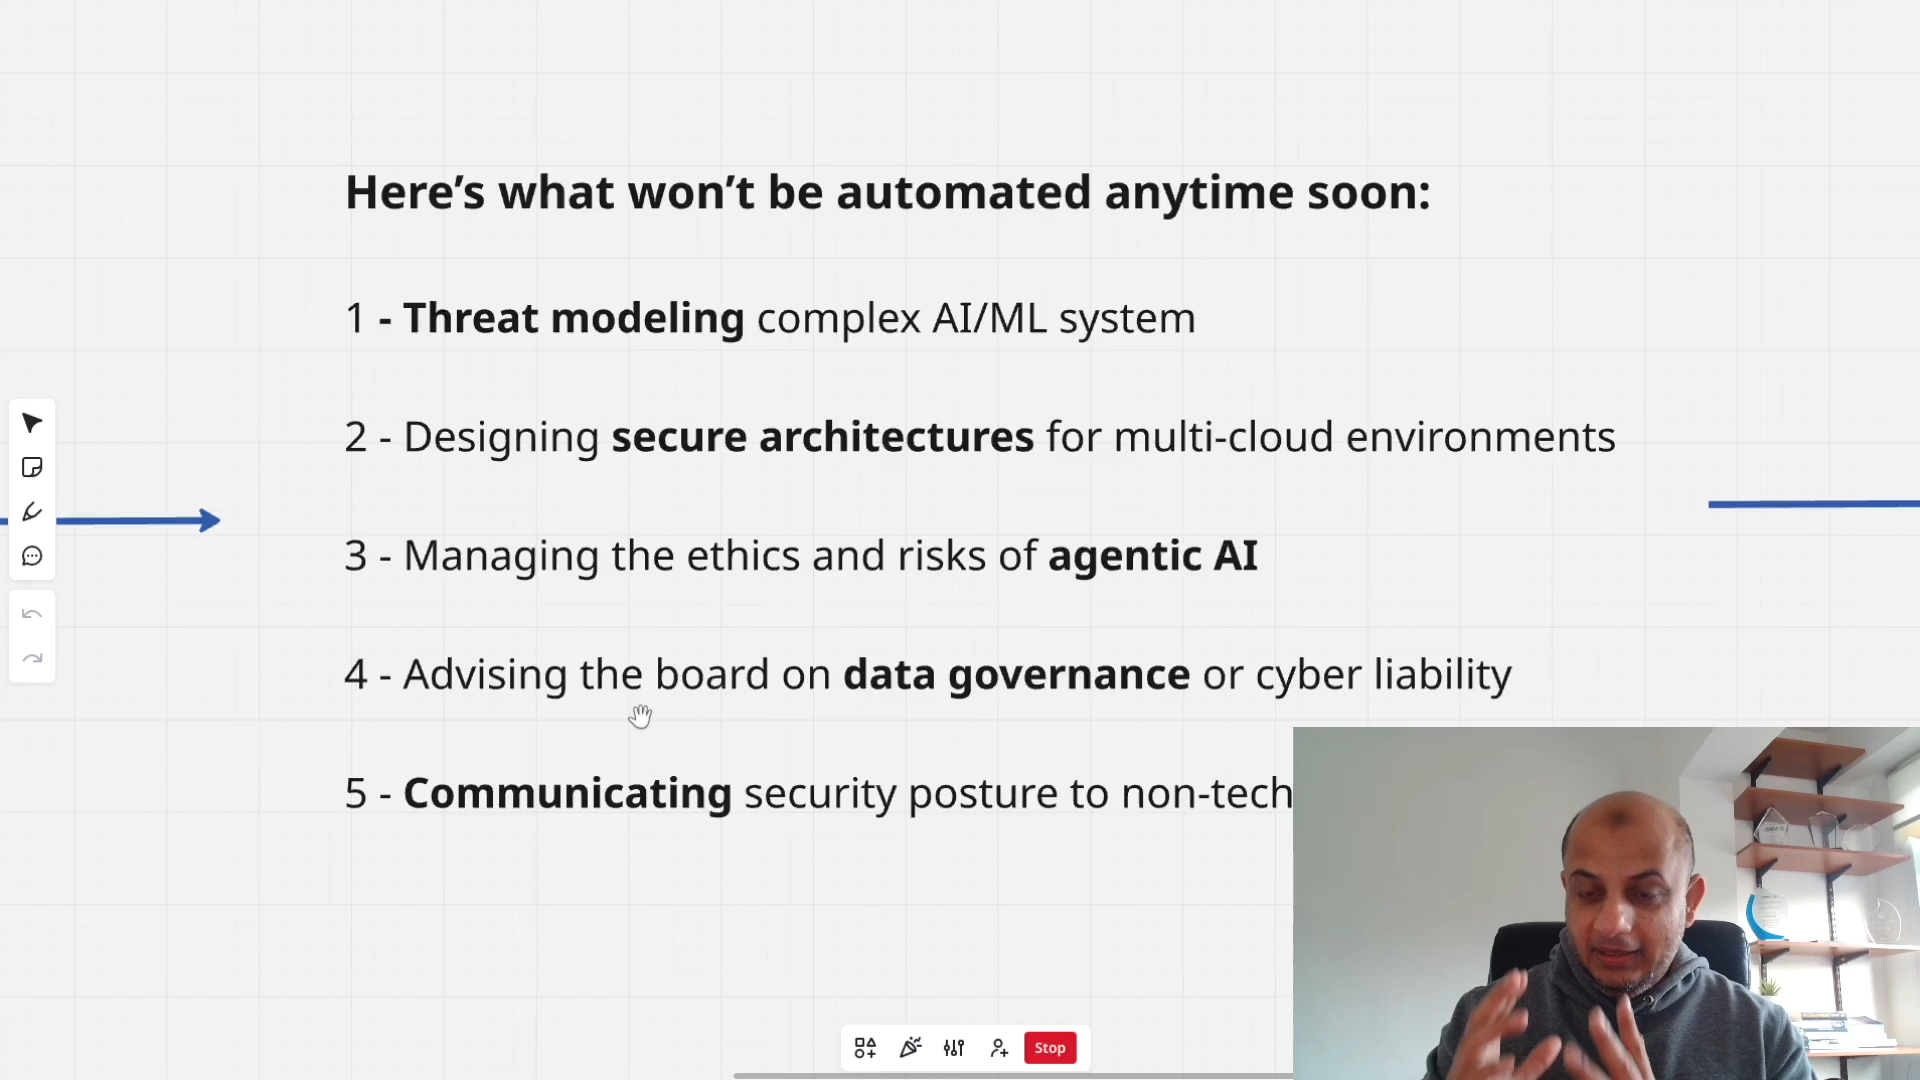 Here’s what won’t be automated anytime soon:
1 - Threat modeling complex AI/ML system
2 - Designing secure architectures for multi-cloud environments
3 - Managing the ethics and risks of agentic AI
4 - Advising the board on data governance or cyber liability
5 - Communicating security posture to non-tech
Stop